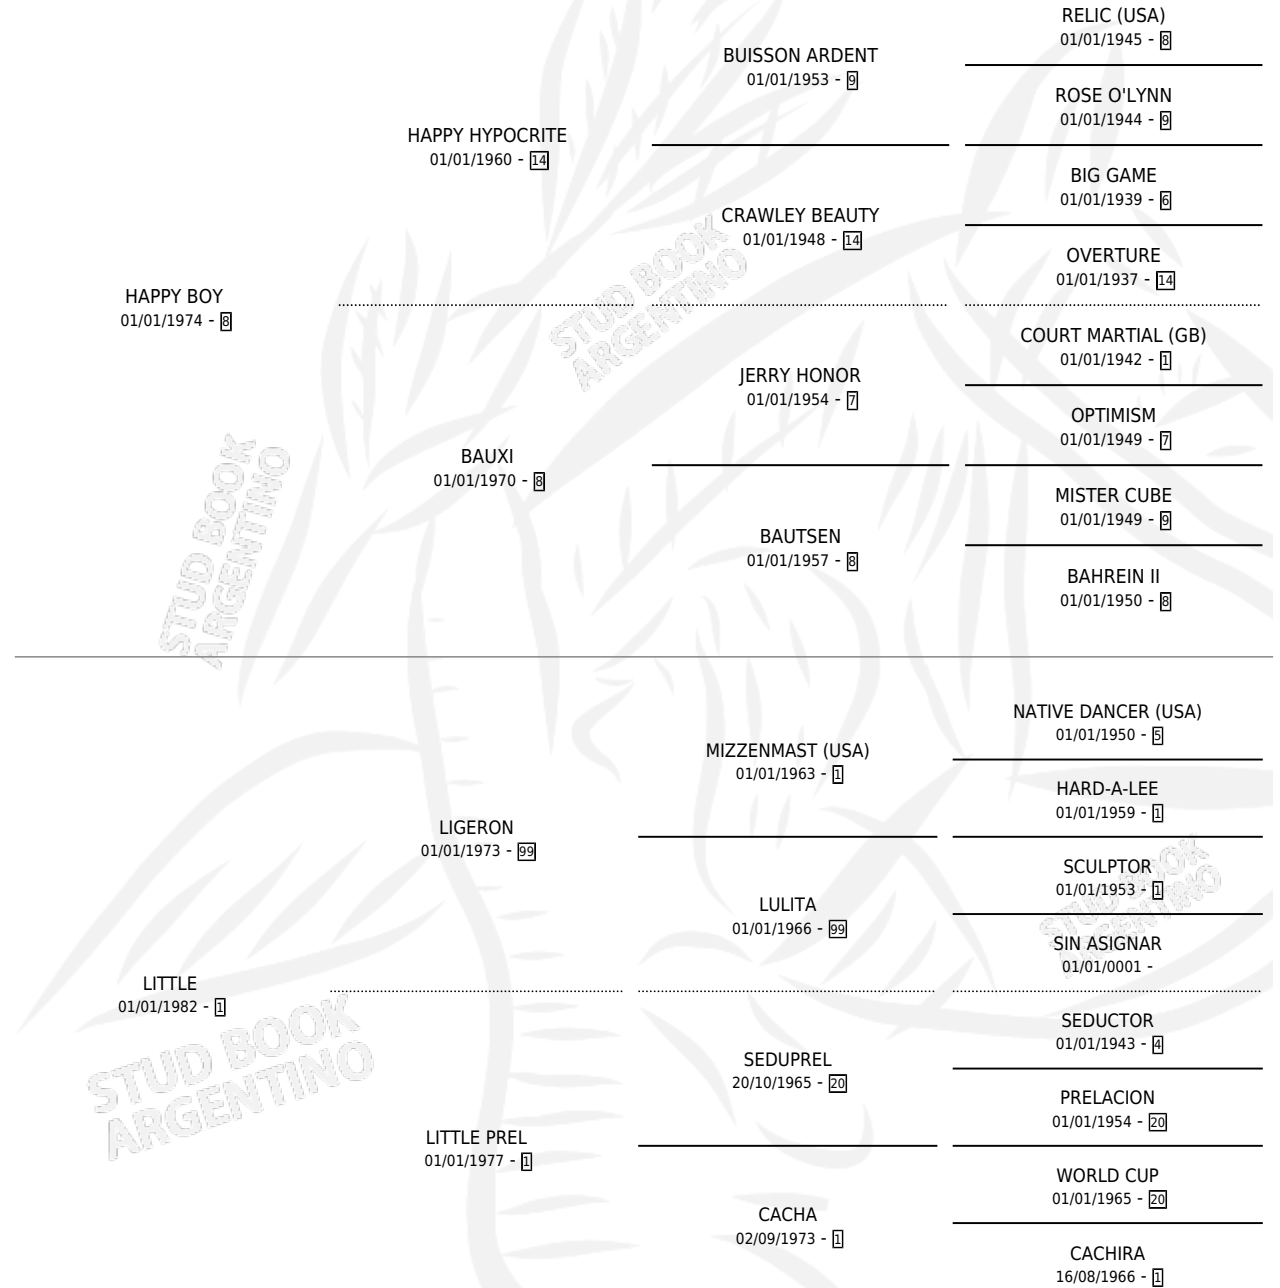 RELIC (USA)
01/01/1945 - 8
BUISSON ARDENT
01/01/1953 - 9
ROSE O'LYNN
01/01/1944 - 9
HAPPY HYPOCRITE
01/01/1960 - 14
BIG GAME
01/01/1939 - 6
CRAWLEY BEAUTY
01/01/1948 - 14
OVERTURE
01/01/1937 - 14
HAPPY BOY
01/01/1974 - 8
STUD BOOK
ARGENTINO
COURT MARTIAL (GB)
01/01/1942 - 1
JERRY HONOR
01/01/1954 - 7
OPTIMISM
01/01/1949 - 7
BAUXI
01/01/1970 - 8
MISTER CUBE
01/01/1949 - 9
BAUTSEN
01/01/1957 - 8
BAHREIN II
01/01/1950 - 8
STUD BOOK
ARGENTINO
NATIVE DANCER (USA)
01/01/1950 - 5
MIZZENMAST (USA)
01/01/1963 - 1
HARD-A-LEE
01/01/1959 - 1
LIGERON
01/01/1973 - 99
SCULPTOR
01/01/1953 - 1
LULITA
01/01/1966 - 99
STUD BOOK
ARGENTINO
SIN ASIGNAR
01/01/0001 -
LITTLE
01/01/1982 - 1
SEDUCTOR
01/01/1943 - 4
SEDUPREL
20/10/1965 - 20
STUD BOOK
ARGENTINO
PRELACION
01/01/1954 - 20
LITTLE PREL
01/01/1977 - 1
WORLD CUP
01/01/1965 - 20
CACHA
02/09/1973 - 1
CACHIRA
16/08/1966 - 1